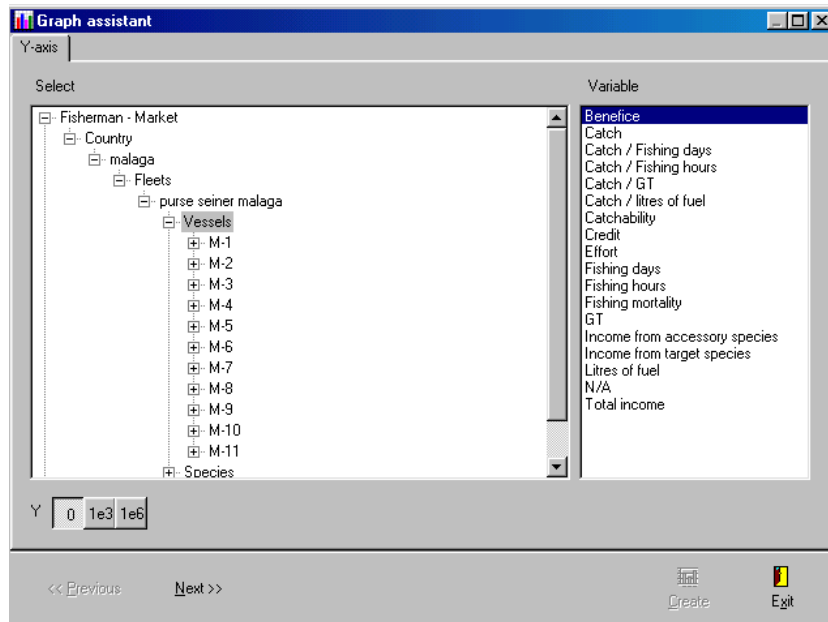 Graph assistant
Y-axis
Select
Variable
Fisherman - Market
Country
malaga
Fleets
purse seiner malaga
Vessels
M-1
M-2
M-3
M-4
M-5
M-6
M-7
M-8
M-9
M-10
M-11
Species
Benefice
Catch
Catch / Fishing days
Catch / Fishing hours
Catch / GT
Catch / litres of fuel
Catchability
Credit
Effort
Fishing days
Fishing hours
Fishing mortality
GT
Income from accessory species
Income from target species
Litres of fuel
N/A
Total income
Y 0 1e3 1e6
<< Previous
Next >>
Create
Exit